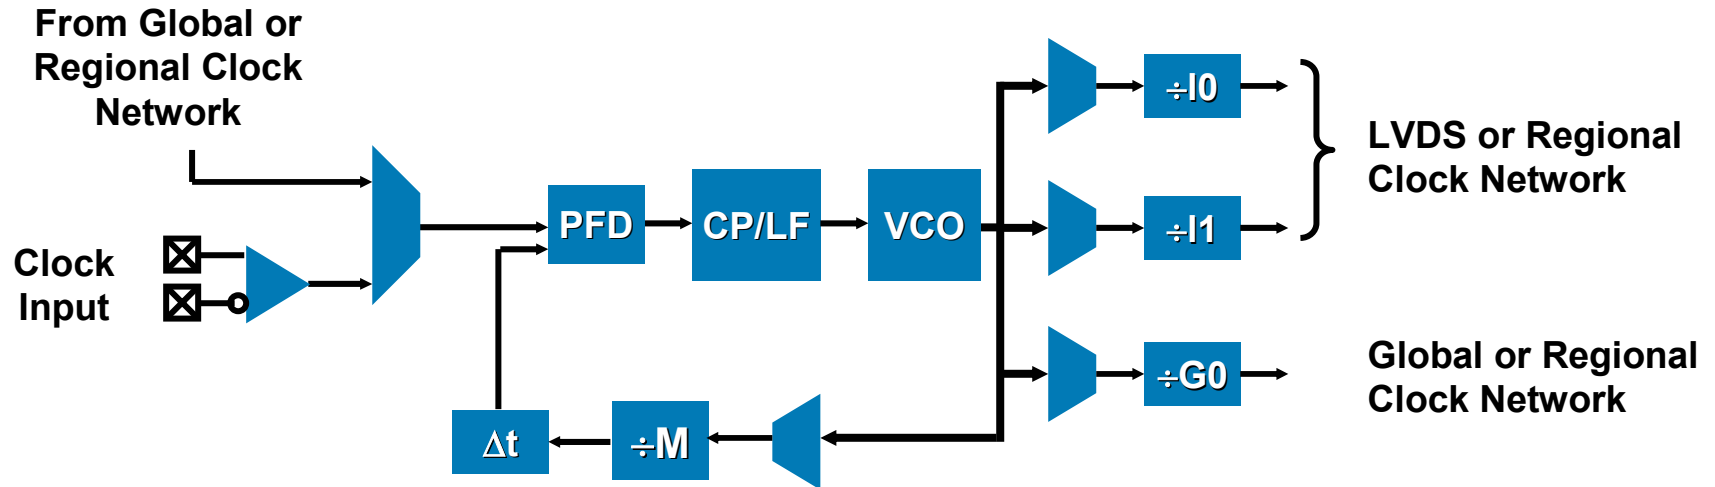 From Global or
Regional Clock
Network
Clock
Input
PFD
CP/LF
VCO
÷I0
÷I1
÷G0
Δt
÷M
LVDS or Regional
Clock Network
Global or Regional
Clock Network